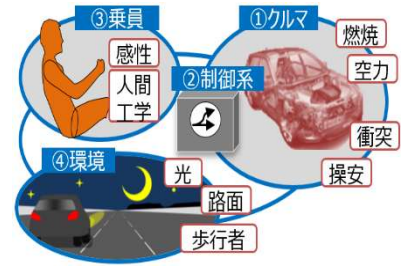 ③乗員
感性
人間
工学
①クルマ
燃焼
空力
衝突
操安
②制御系
④環境
光
路面
歩行者